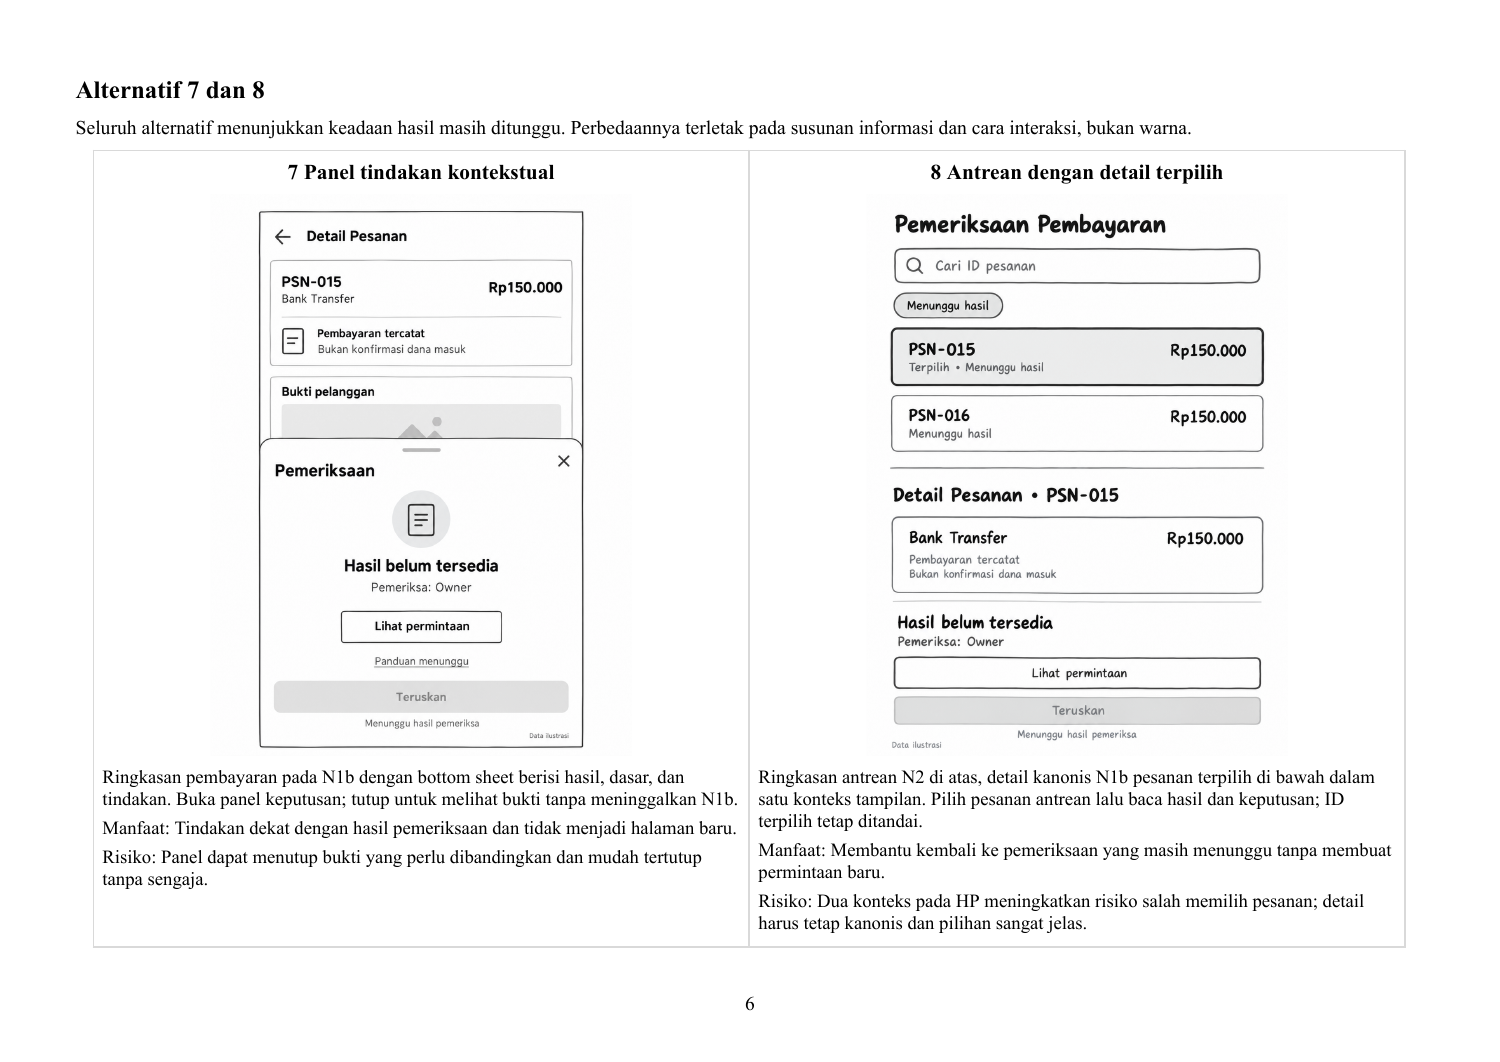 Alternatif 7 dan 8
Seluruh alternatif menunjukkan keadaan hasil masih ditunggu. Perbedaannya terletak pada susunan informasi dan cara interaksi, bukan warna.
7 Panel tindakan kontekstual
Detail Pesanan
PSN-015
Rp150.000
Bank Transfer
Pembayaran tercatat
Bukan konfirmasi dana masuk
Bukti pelanggan
Pemeriksaan
Hasil belum tersedia
Pemeriksa: Owner
Lihat permintaan
Panduan menunggu
Teruskan
Menunggu hasil pemeriksa
Data ilustrasi
Ringkasan pembayaran pada N1b dengan bottom sheet berisi hasil, dasar, dan
tindakan. Buka panel keputusan; tutup untuk melihat bukti tanpa meninggalkan N1b.
Manfaat: Tindakan dekat dengan hasil pemeriksaan dan tidak menjadi halaman baru.
Risiko: Panel dapat menutup bukti yang perlu dibandingkan dan mudah tertutup
tanpa sengaja.
8 Antrean dengan detail terpilih
Pemeriksaan Pembayaran
Cari ID pesanan
Menunggu hasil
PSN-015
Rp150.000
Terpilih • Menunggu hasil
PSN-016
Rp150.000
Menunggu hasil
Detail Pesanan • PSN-015
Bank Transfer
Rp150.000
Pembayaran tercatat
Bukan konfirmasi dana masuk
Hasil belum tersedia
Pemeriksa: Owner
Lihat permintaan
Teruskan
Menunggu hasil pemeriksa
Data ilustrasi
Ringkasan antrean N2 di atas, detail kanonis N1b pesanan terpilih di bawah dalam
satu konteks tampilan. Pilih pesanan antrean lalu baca hasil dan keputusan; ID
terpilih tetap ditandai.
Manfaat: Membantu kembali ke pemeriksaan yang masih menunggu tanpa membuat
permintaan baru.
Risiko: Dua konteks pada HP meningkatkan risiko salah memilih pesanan; detail
harus tetap kanonis dan pilihan sangat jelas.
6